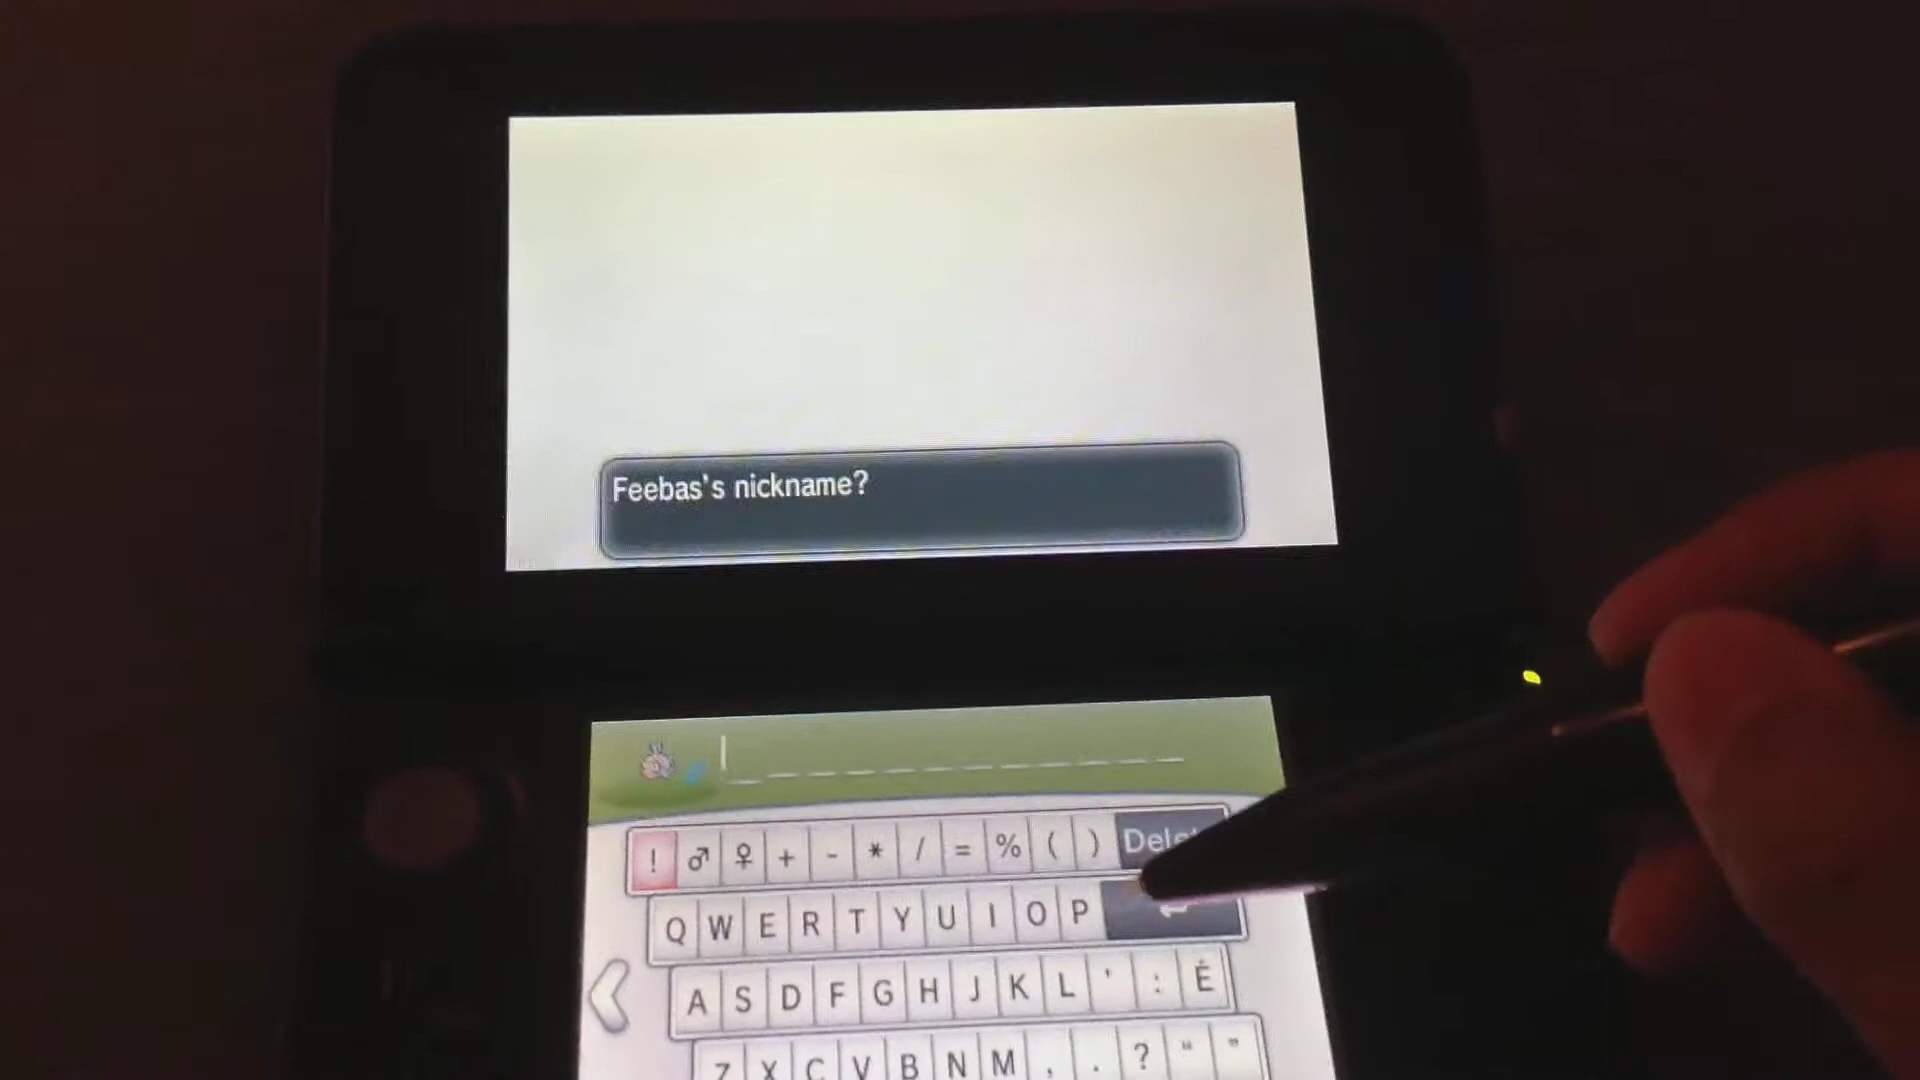 Feebas's nickname?
! ♂ ♀ + - * / = % ( )
Q W E R T Y U I O P ↵
A S D F G H J K L ' : É
Z X C V B N M , . ? “ ”